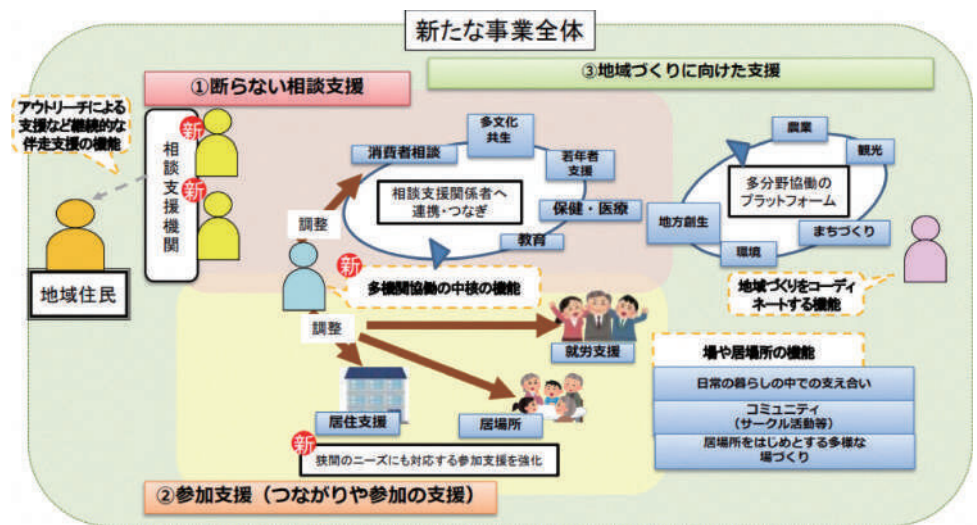 新たな事業全体
①断らない相談支援
③地域づくりに向けた支援
アウトリーチによる
支援など継続的な
伴走支援の機能
新
新
相談支援機関
地域住民
消費者相談
多文化
共生
若年者
支援
保健・医療
教育
相談支援関係者へ
連携・つなぎ
調整
新
多機関協働の中核の機能
農業
観光
まちづくり
環境
地方創生
多分野協働の
プラットフォーム
地域づくりをコーディ
ネートする機能
調整
就労支援
居住支援
居場所
新
狭間のニーズにも対応する参加支援を強化
場や居場所の機能
日常の暮らしの中での支え合い
コミュニティ
（サークル活動等）
居場所をはじめとする多様な
場づくり
②参加支援（つながりや参加の支援）